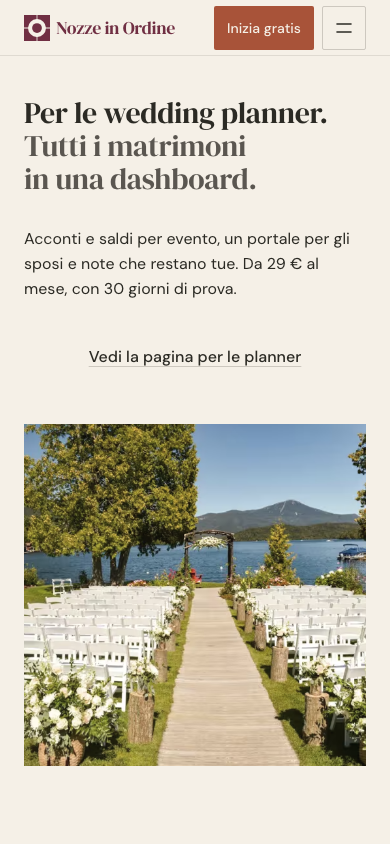 Nozze in Ordine
Inizia gratis
Per le wedding planner.
Tutti i matrimoni
in una dashboard.
Acconti e saldi per evento, un portale per gli
sposi e note che restano tue. Da 29 € al
mese, con 30 giorni di prova.
Vedi la pagina per le planner